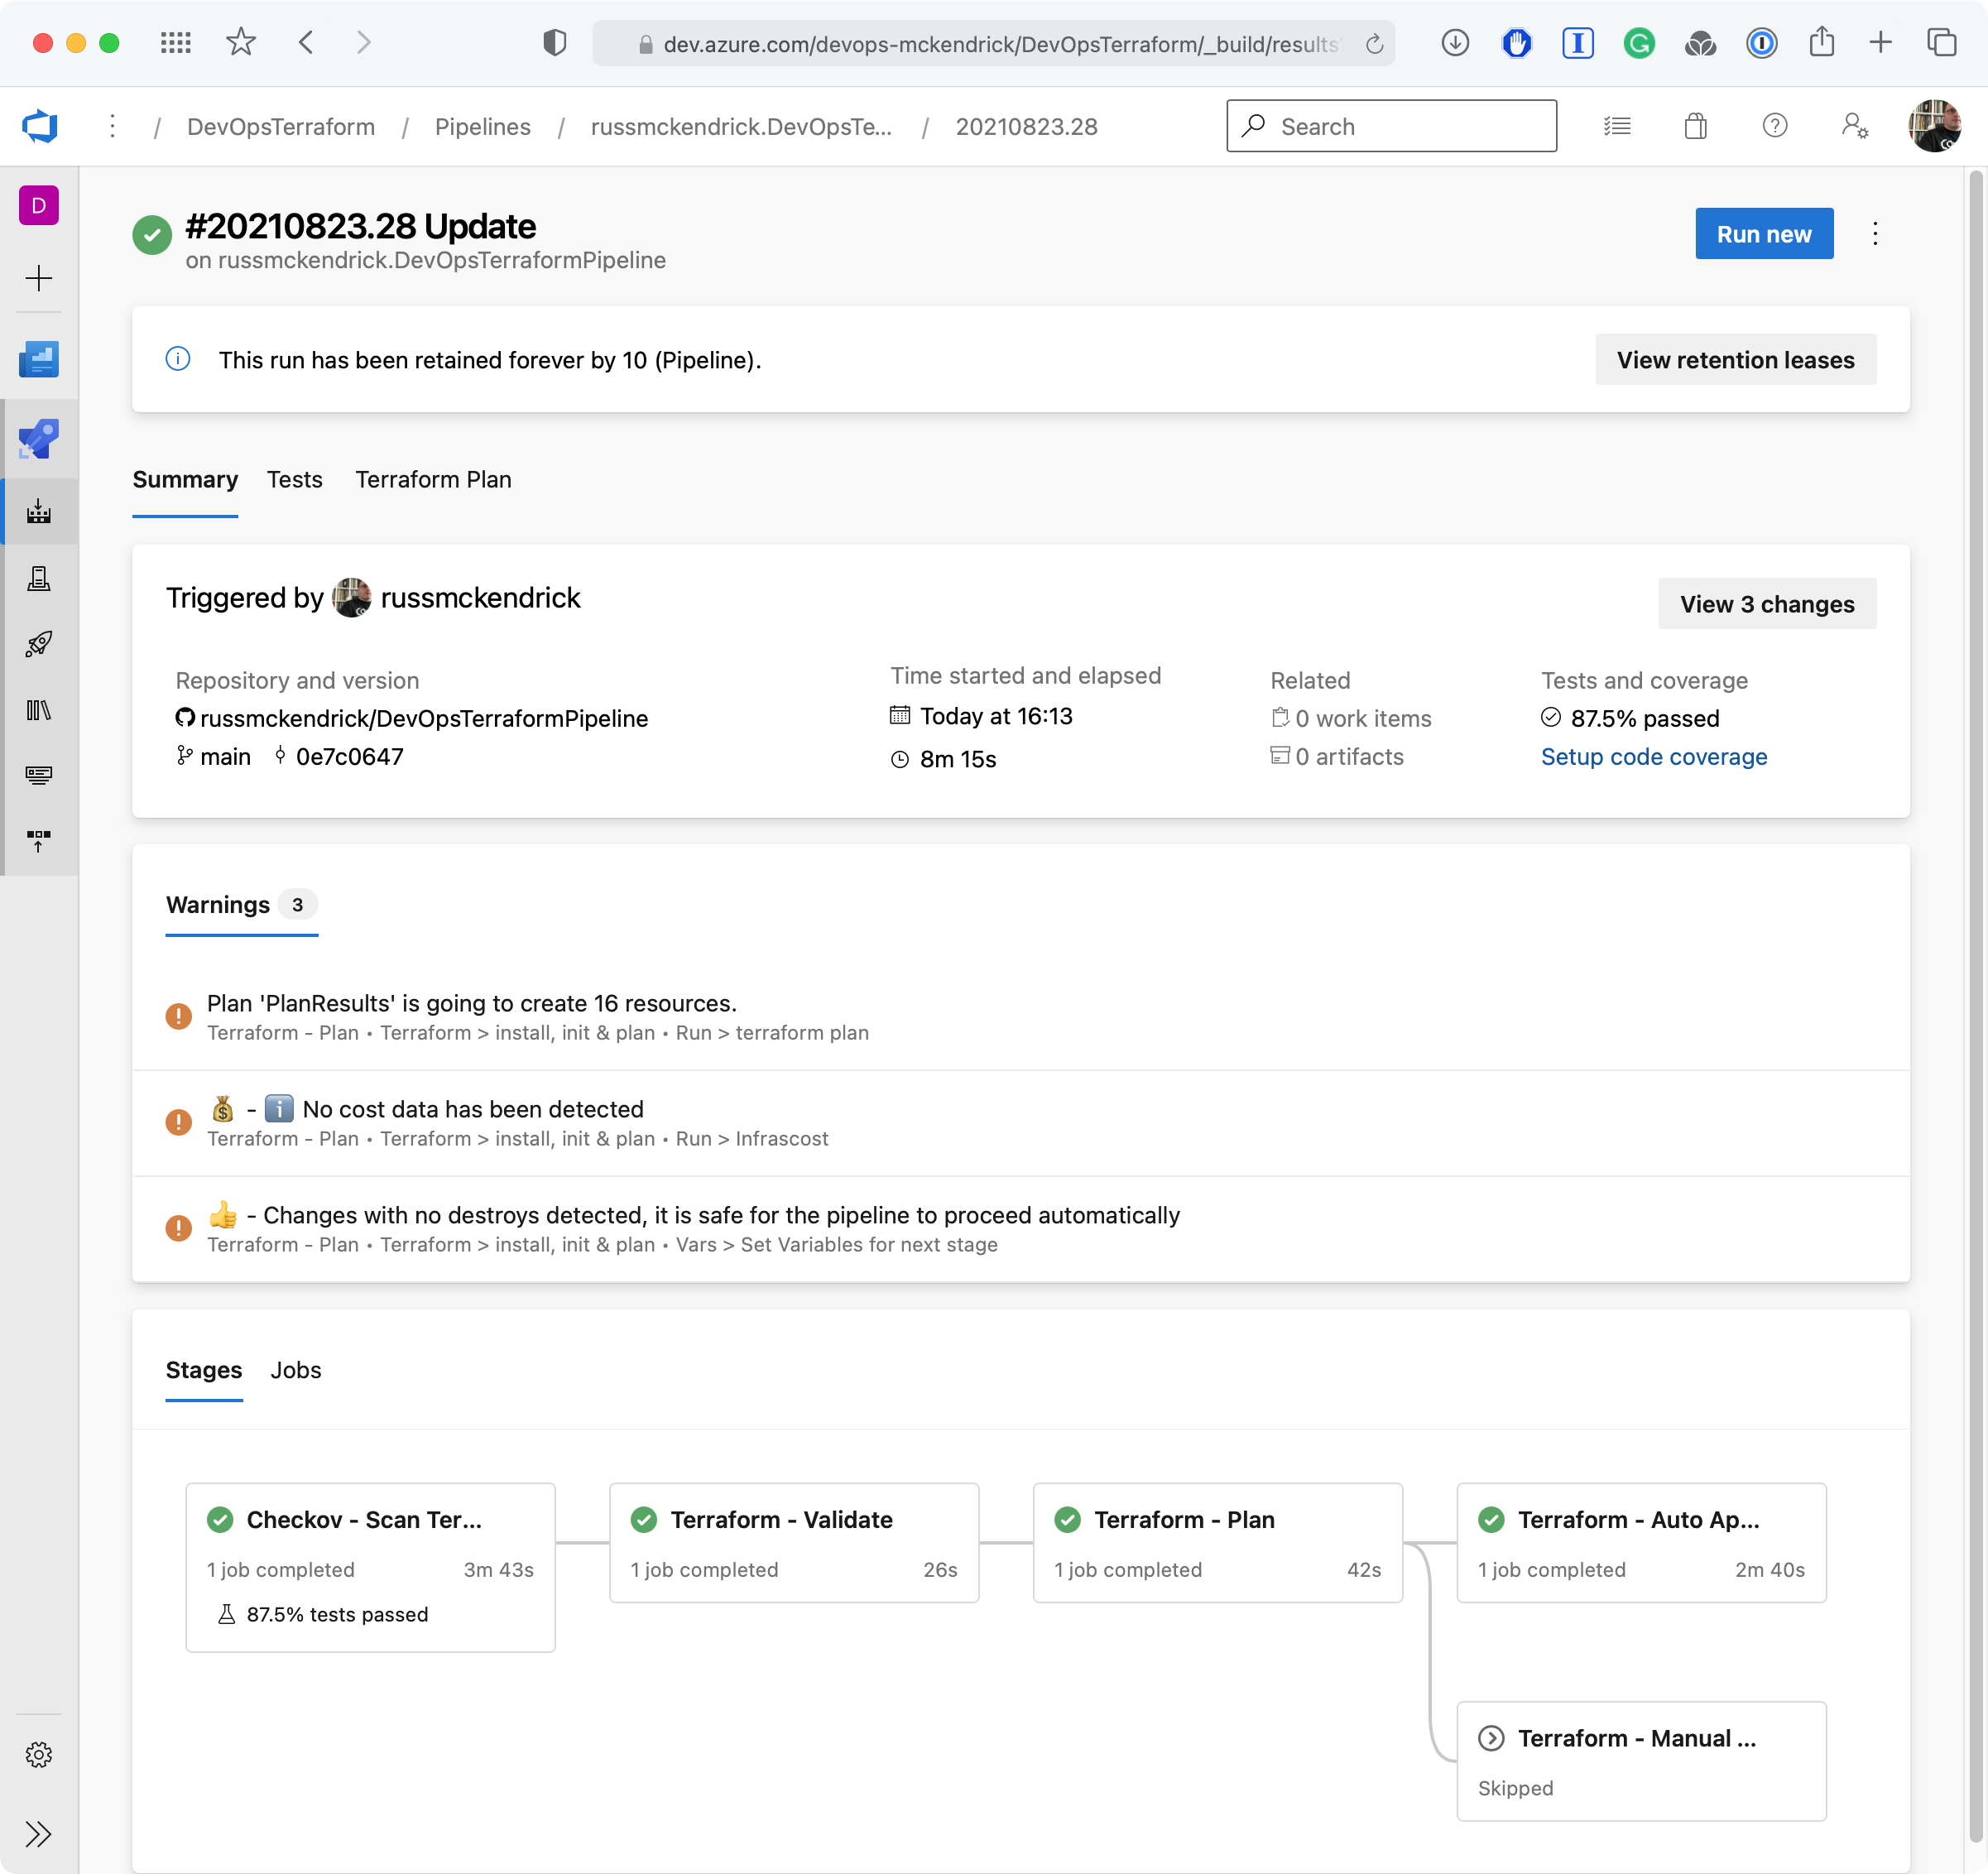 dev.azure.com/devops-mckendrick/DevOpsTerraform/_build/results
/ DevOpsTerraform / Pipelines / russmckendrick.DevOpsTe... / 20210823.28
Search
D
#20210823.28 Update
on russmckendrick.DevOpsTerraformPipeline
Run new
This run has been retained forever by 10 (Pipeline).
View retention leases
Summary Tests Terraform Plan
Triggered by russmckendrick
View 3 changes
Repository and version
russmckendrick/DevOpsTerraformPipeline
main 0e7c0647
Time started and elapsed
Today at 16:13
8m 15s
Related
0 work items
0 artifacts
Tests and coverage
87.5% passed
Setup code coverage
Warnings 3
Plan 'PlanResults' is going to create 16 resources.
Terraform - Plan • Terraform > install, init & plan • Run > terraform plan
💰 - ℹ️ No cost data has been detected
Terraform - Plan • Terraform > install, init & plan • Run > Infrascost
👍 - Changes with no destroys detected, it is safe for the pipeline to proceed automatically
Terraform - Plan • Terraform > install, init & plan • Vars > Set Variables for next stage
Stages Jobs
Checkov - Scan Ter...
1 job completed 3m 43s
87.5% tests passed
Terraform - Validate
1 job completed 26s
Terraform - Plan
1 job completed 42s
Terraform - Auto Ap...
1 job completed 2m 40s
Terraform - Manual ...
Skipped